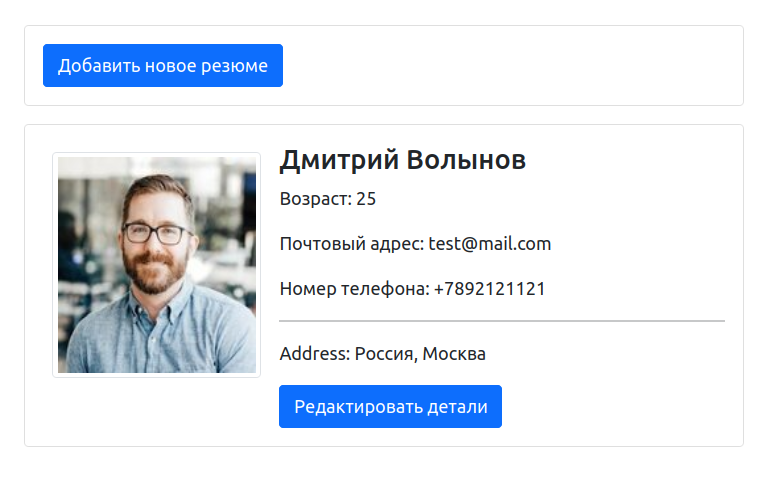 Добавить новое резюме
Дмитрий Волынов
Возраст: 25
Почтовый адрес: test@mail.com
Номер телефона: +7892121121
Address: Россия, Москва
Редактировать детали